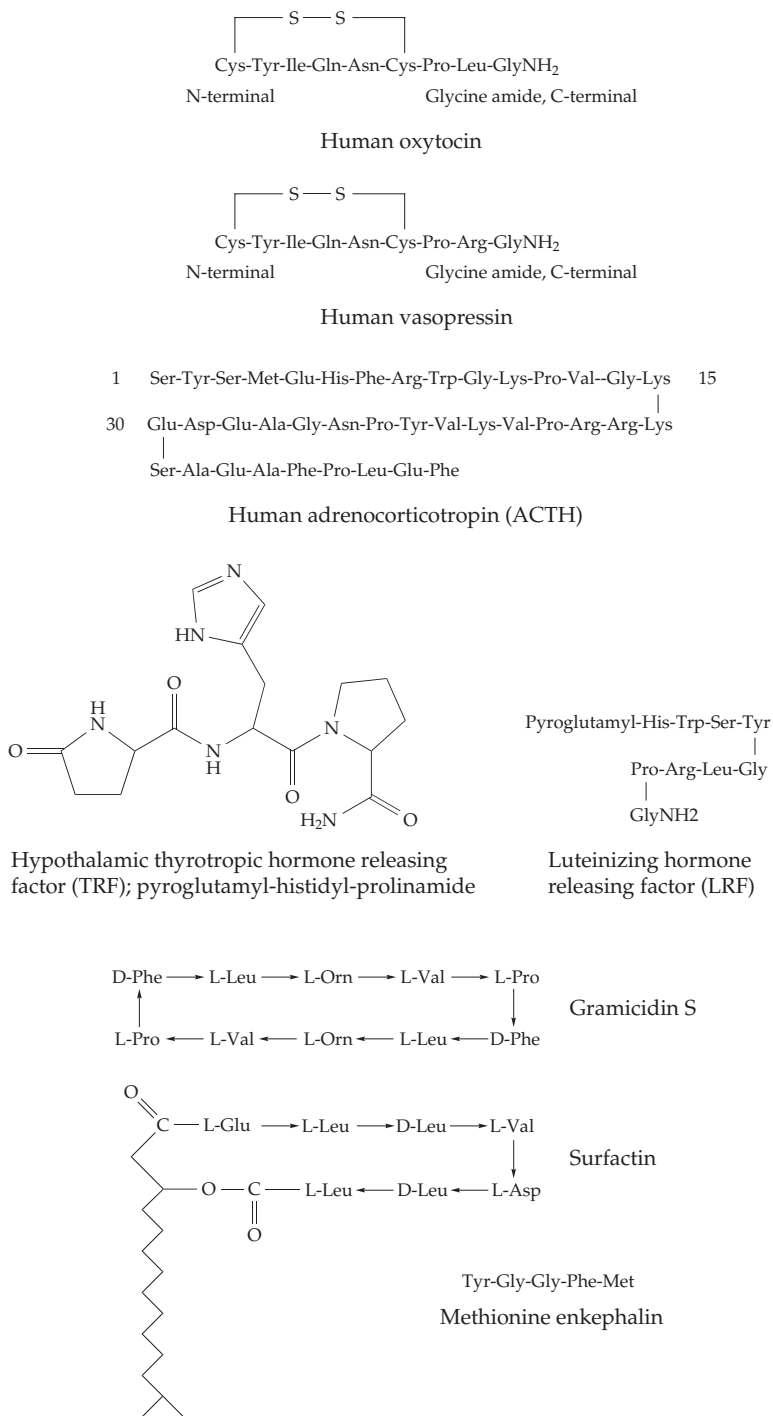 S — S
Cys-Tyr-Ile-Gln-Asn-Cys-Pro-Leu-GlyNH2
N-terminal Glycine amide, C-terminal
Human oxytocin
S — S
Cys-Tyr-Ile-Gln-Asn-Cys-Pro-Arg-GlyNH2
N-terminal Glycine amide, C-terminal
Human vasopressin
1 Ser-Tyr-Ser-Met-Glu-His-Phe-Arg-Trp-Gly-Lys-Pro-Val--Gly-Lys 15
30 Glu-Asp-Glu-Ala-Gly-Asn-Pro-Tyr-Val-Lys-Val-Pro-Arg-Arg-Lys
Ser-Ala-Glu-Ala-Phe-Pro-Leu-Glu-Phe
Human adrenocorticotropin (ACTH)
N
HN
O
H
N
O
N
H
O
N
H2N
O
Hypothalamic thyrotropic hormone releasing
factor (TRF); pyroglutamyl-histidyl-prolinamide
Pyroglutamyl-His-Trp-Ser-Tyr
Pro-Arg-Leu-Gly
GlyNH2
Luteinizing hormone
releasing factor (LRF)
D-Phe L-Leu L-Orn L-Val L-Pro
Gramicidin S
L-Pro L-Val L-Orn L-Leu D-Phe
O
C — L-Glu L-Leu D-Leu L-Val
Surfactin
O — C — L-Leu D-Leu L-Asp
O
Tyr-Gly-Gly-Phe-Met
Methionine enkephalin